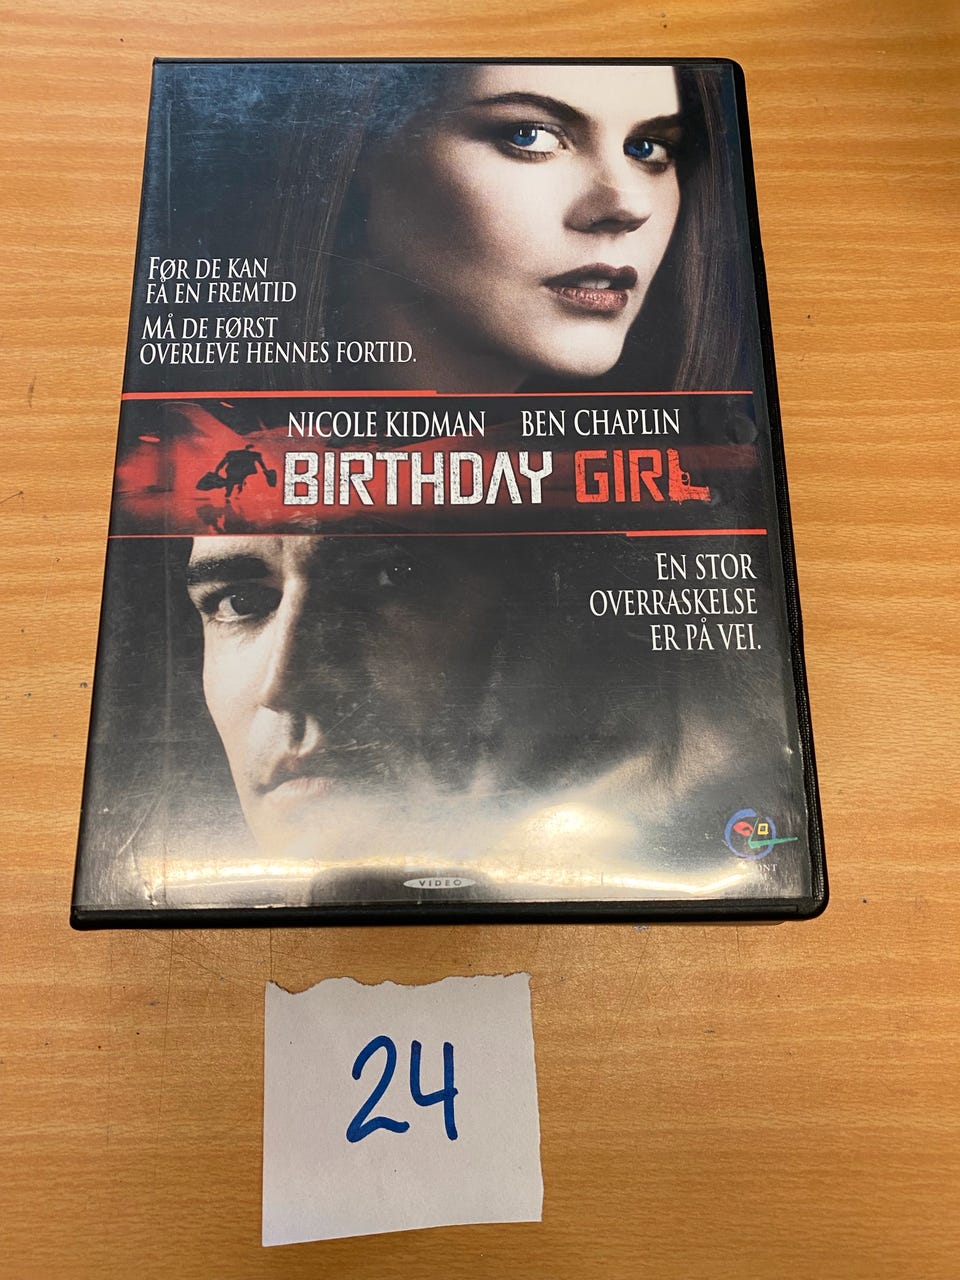 FØR DE KAN
FÅ EN FREMTID
MÅ DE FØRST
OVERLEVE HENNES FORTID.
NICOLE KIDMAN BEN CHAPLIN
BIRTHDAY GIRL
EN STOR
OVERRASKELSE
ER PÅ VEI.
VIDEO
24